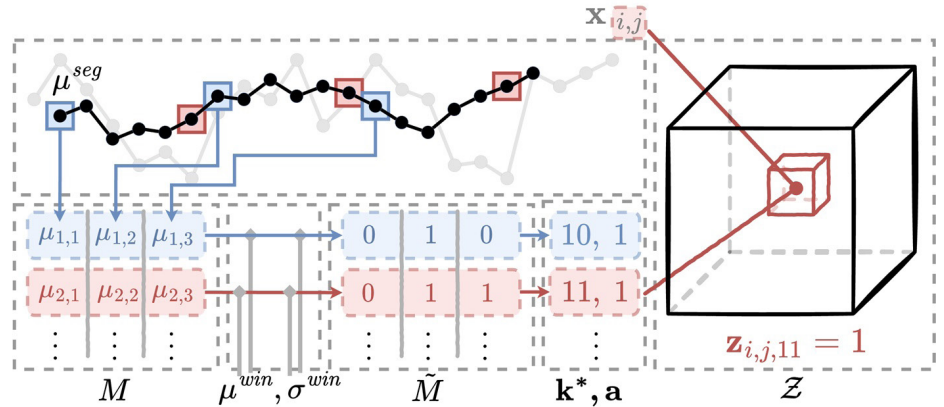 x i,j
μ^seg
μ1,1 μ1,2 μ1,3 0 1 0 10, 1
μ2,1 μ2,2 μ2,3 0 1 1 11, 1
⋮ ⋮ ⋮ ⋮ ⋮ ⋮ ⋮
z_i,j,11 = 1
M μ^win, σ^win M̃ k*, a 𝒵